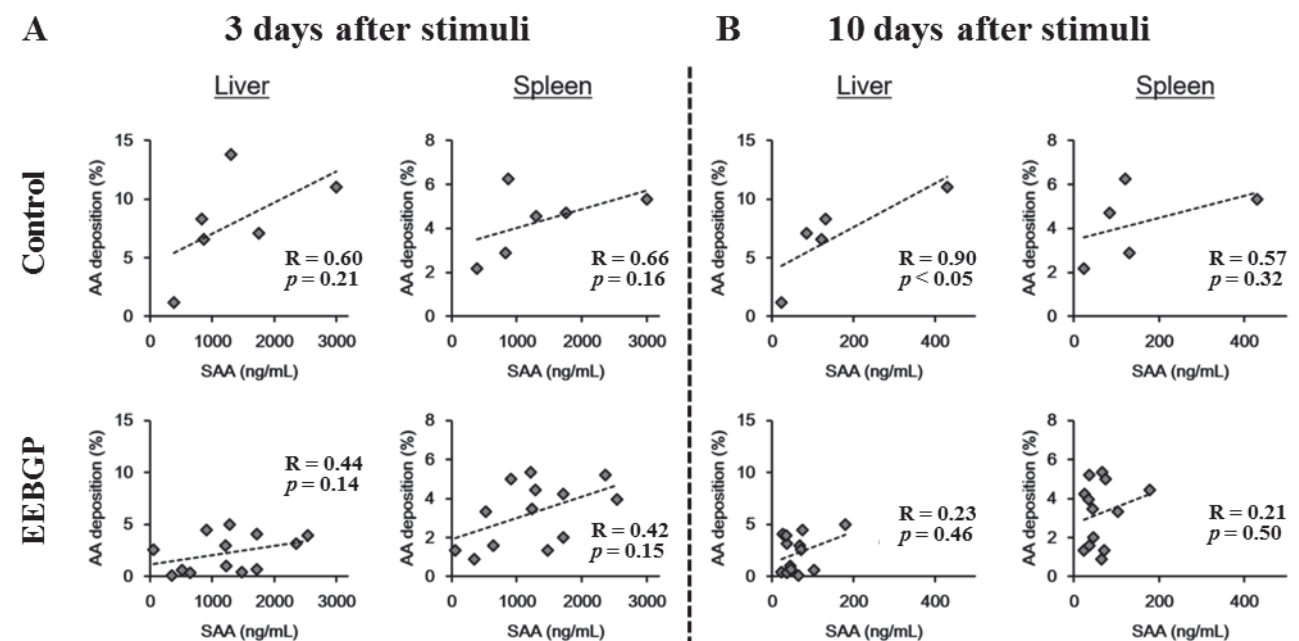 A 3 days after stimuli
B 10 days after stimuli
Liver
Spleen
Liver
Spleen
Control
AA deposition (%)
15
10
5
0
0 1000 2000 3000
SAA (ng/mL)
R = 0.60
p = 0.21
AA deposition (%)
8
6
4
2
0
0 1000 2000 3000
SAA (ng/mL)
R = 0.66
p = 0.16
AA deposition (%)
15
10
5
0
0 200 400
SAA (ng/mL)
R = 0.90
p < 0.05
AA deposition (%)
8
6
4
2
0
0 200 400
SAA (ng/mL)
R = 0.57
p = 0.32
EEBGP
AA deposition (%)
15
10
5
0
0 1000 2000 3000
SAA (ng/mL)
R = 0.44
p = 0.14
AA deposition (%)
8
6
4
2
0
0 1000 2000 3000
SAA (ng/mL)
R = 0.42
p = 0.15
AA deposition (%)
15
10
5
0
0 200 400
SAA (ng/mL)
R = 0.23
p = 0.46
AA deposition (%)
8
6
4
2
0
0 200 400
SAA (ng/mL)
R = 0.21
p = 0.50